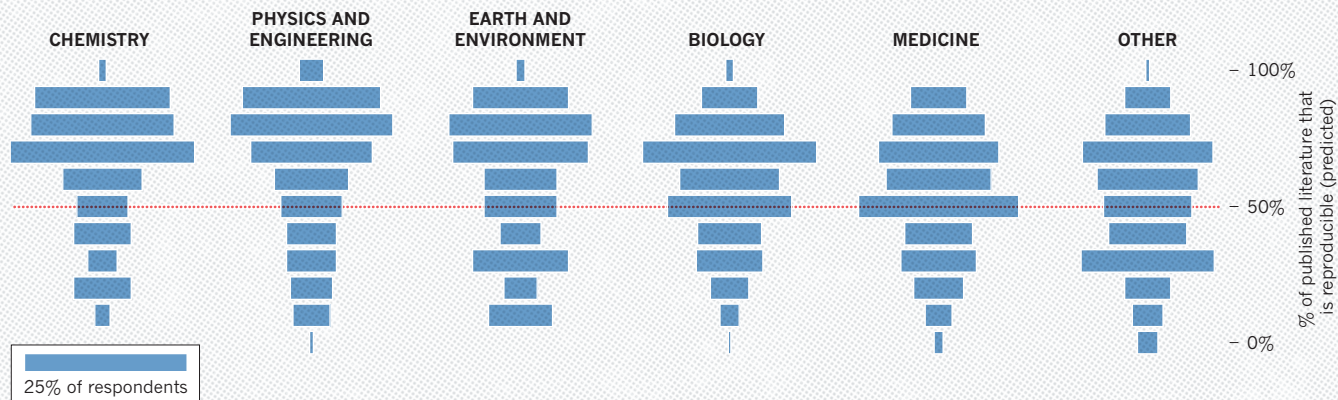 CHEMISTRY
PHYSICS AND
ENGINEERING
EARTH AND
ENVIRONMENT
BIOLOGY
MEDICINE
OTHER
100%
50%
0%
% of published literature that
is reproducible (predicted)
25% of respondents